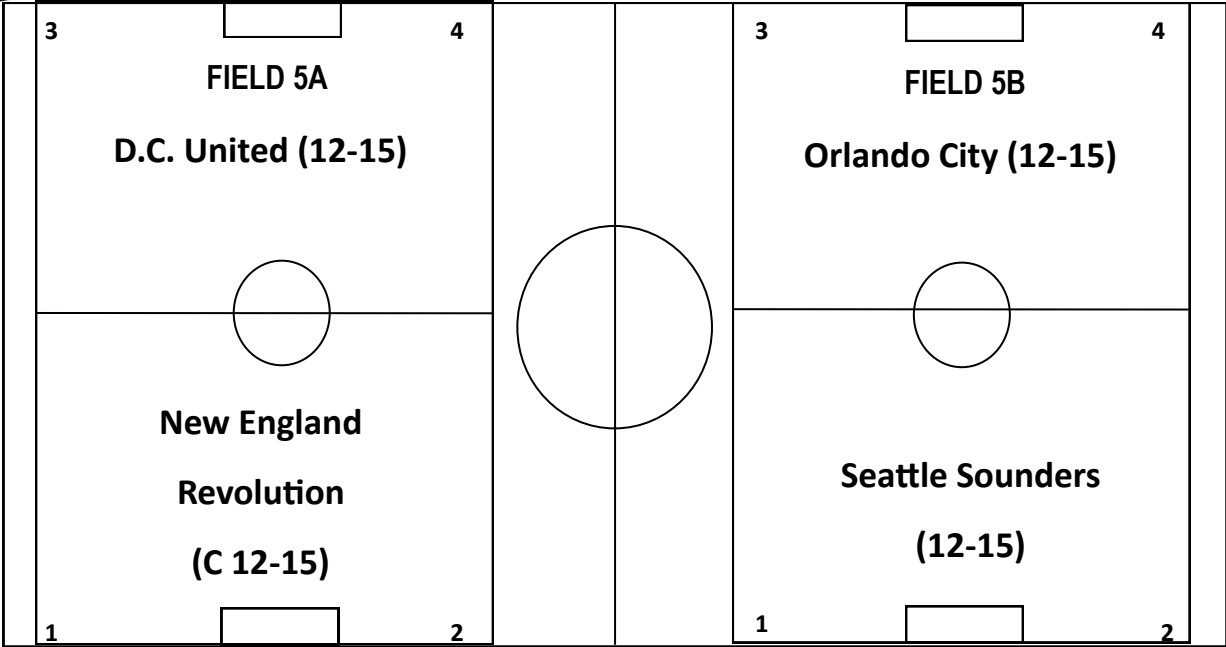 3 4
FIELD 5A
D.C. United (12-15)
New England
Revolution
(C 12-15)
1 2
3 4
FIELD 5B
Orlando City (12-15)
Seattle Sounders
(12-15)
1 2